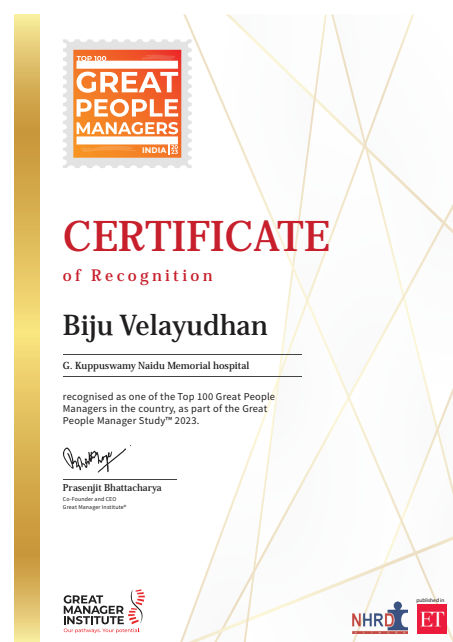 TOP 100
GREAT
PEOPLE
MANAGERS
INDIA 2023
CERTIFICATE
of Recognition
Biju Velayudhan
G. Kuppuswamy Naidu Memorial hospital
recognised as one of the Top 100 Great People
Managers in the country, as part of the Great
People Manager Study™ 2023.
Prasenjit Bhattacharya
Co-Founder and CEO
Great Manager Institute®
GREAT
MANAGER
INSTITUTE®
Our pathways. Your potential.
published in
NHRD
ET